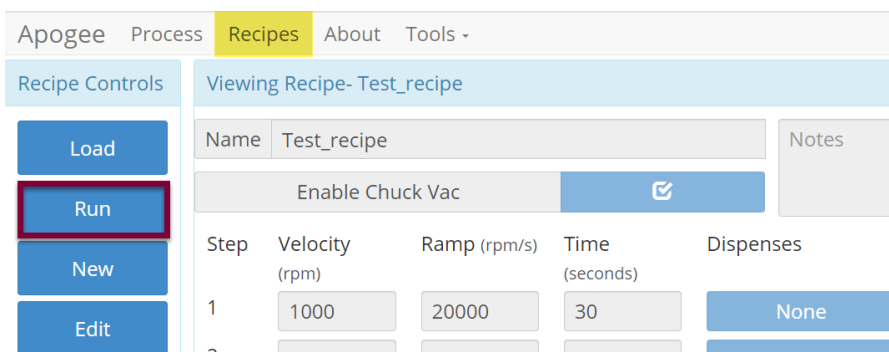 Apogee Process Recipes About Tools
Recipe Controls
Viewing Recipe- Test_recipe
Load
Run
New
Edit
Name Test_recipe
Notes
Enable Chuck Vac
Step Velocity (rpm) Ramp (rpm/s) Time (seconds) Dispenses
1 1000 20000 30 None